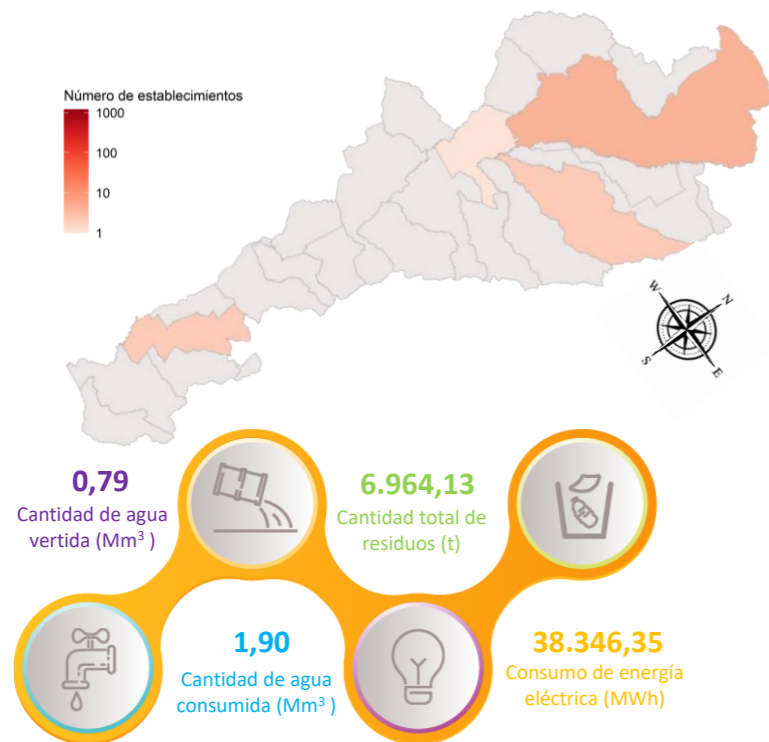 Número de establecimientos
1000
100
10
1
W
N
S
E
0,79
Cantidad de agua
vertida (Mm³ )
6.964,13
Cantidad total de
residuos (t)
1,90
Cantidad de agua
consumida (Mm³ )
38.346,35
Consumo de energía
eléctrica (MWh)